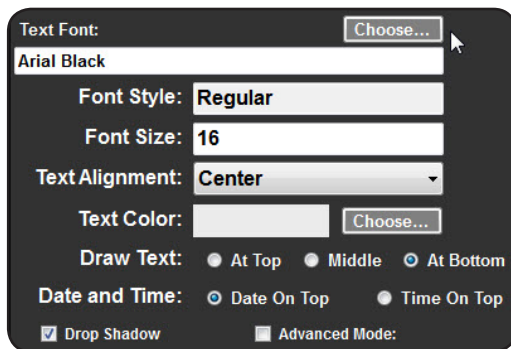 Text Font: Choose...
Arial Black
Font Style: Regular
Font Size: 16
Text Alignment: Center
Text Color: Choose...
Draw Text: At Top Middle At Bottom
Date and Time: Date On Top Time On Top
Drop Shadow Advanced Mode: